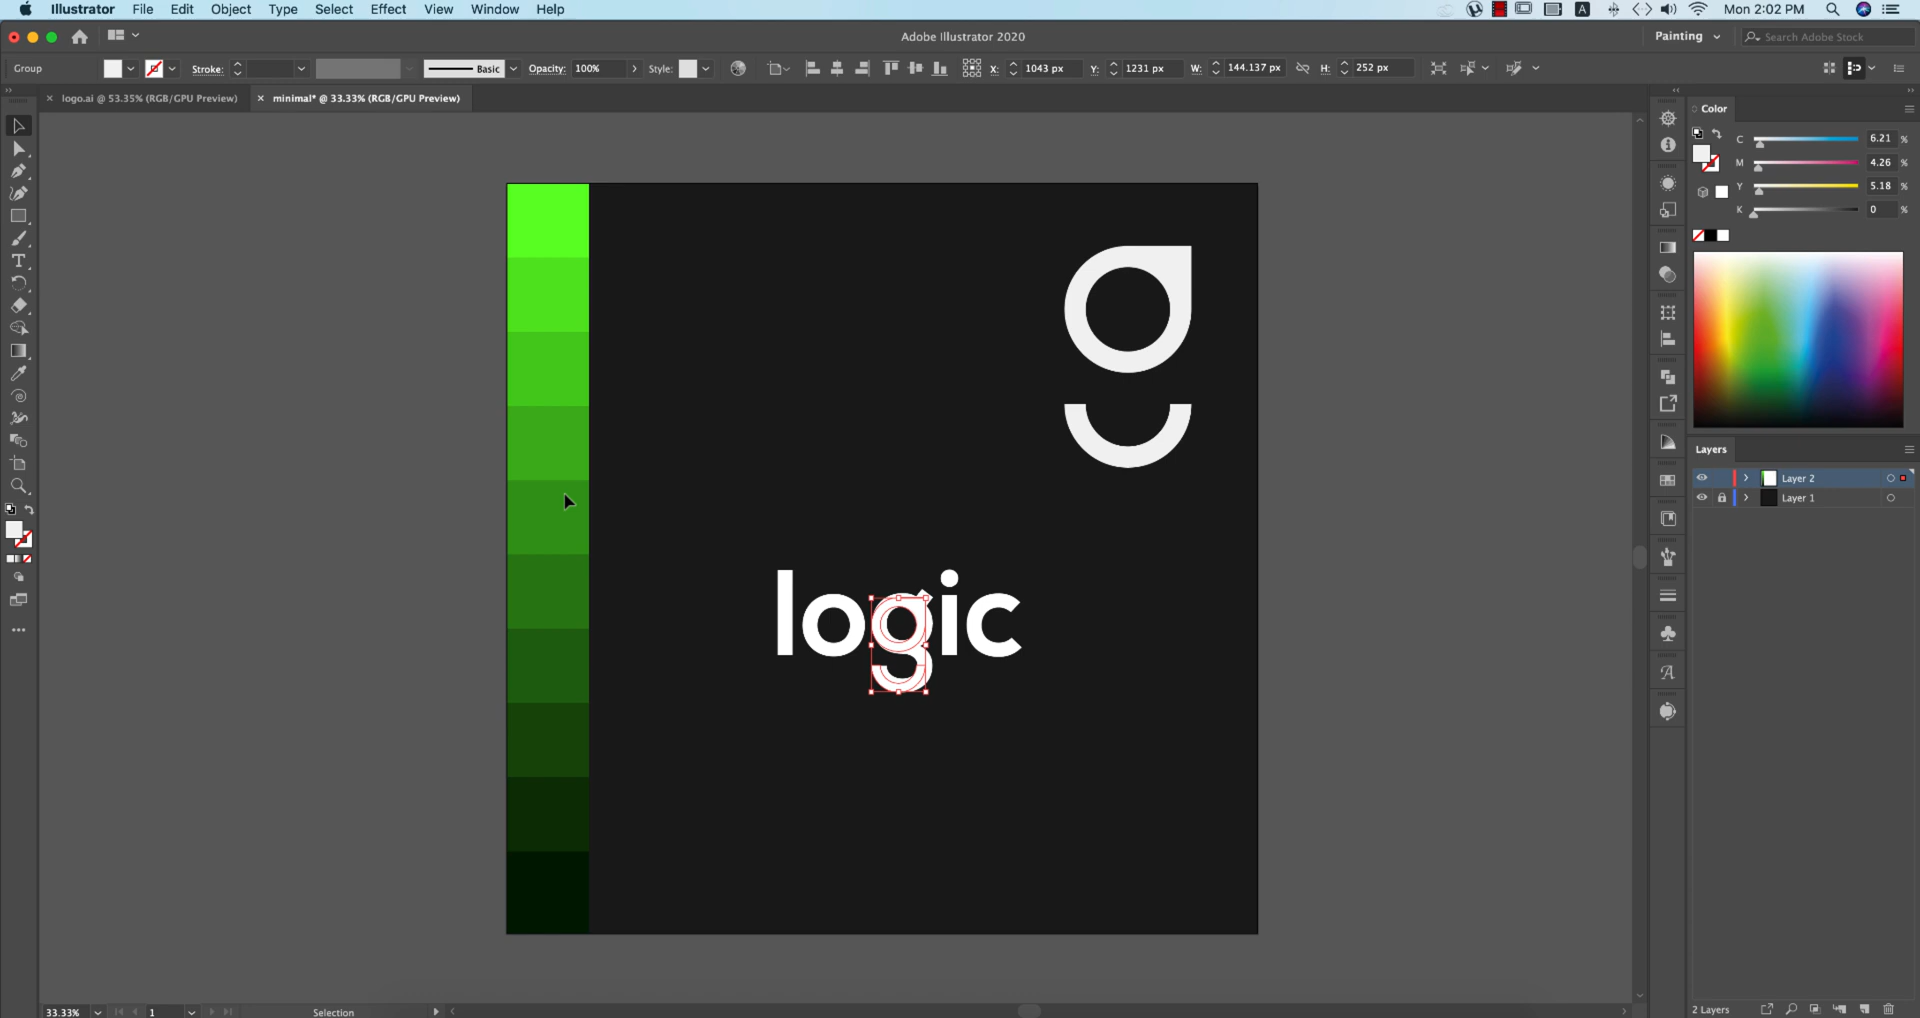 Illustrator File Edit Object Type Select Effect View Window Help
A Mon 2:02 PM
Adobe Illustrator 2020
Painting
Search Adobe Stock
Group Stroke: Basic Opacity: 100% Style: X: 1043 px Y: 1231 px W: 144.137 px H: 252 px
× logo.ai @ 53.35% (RGB/GPU Preview) × minimal* @ 33.33% (RGB/GPU Preview)
Color
C 6.21 %
M 4.26 %
Y 5.18 %
K 0 %
g
Layers
Layer 2
Layer 1
logic
33.33% 1 Selection
2 Layers